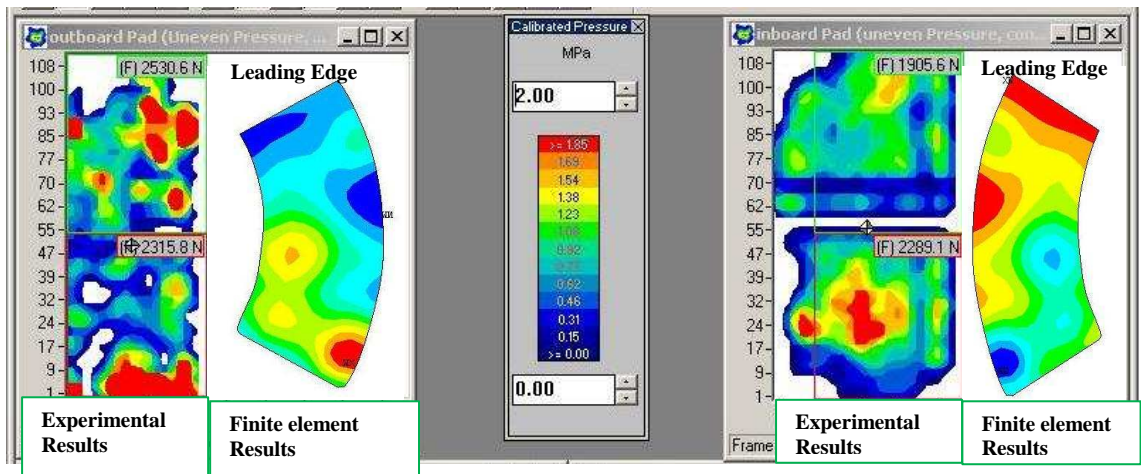 outboard Pad (Uneven Pressure, ...
(F) 2530.6 N
Leading Edge
108
100
93
85
77
70
62
55
47
39
32
24
17
9
1
(F) 2315.8 N
Experimental
Results
Finite element
Results
Calibrated Pressure
MPa
2.00
>= 1.85
1.69
1.54
1.38
1.23
1.08
0.92
0.62
0.46
0.31
0.15
>= 0.00
0.00
inboard Pad (uneven Pressure, con...
(F) 1905.6 N
Leading Edge
108
100
93
85
77
70
62
55
47
39
32
24
17
9
1
(F) 2289.1 N
Frame
Experimental
Results
Finite element
Results